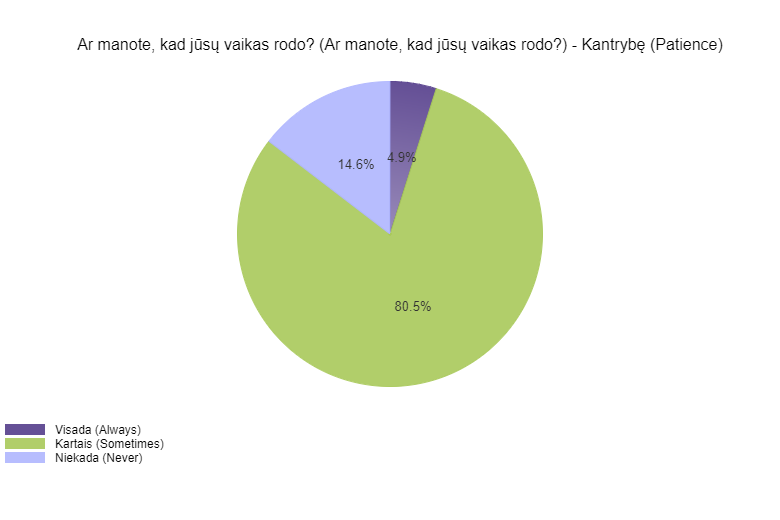 Ar manote, kad jūsų vaikas rodo? (Ar manote, kad jūsų vaikas rodo?) - Kantrybę (Patience)
4.9%
14.6%
80.5%
Visada (Always)
Kartais (Sometimes)
Niekada (Never)